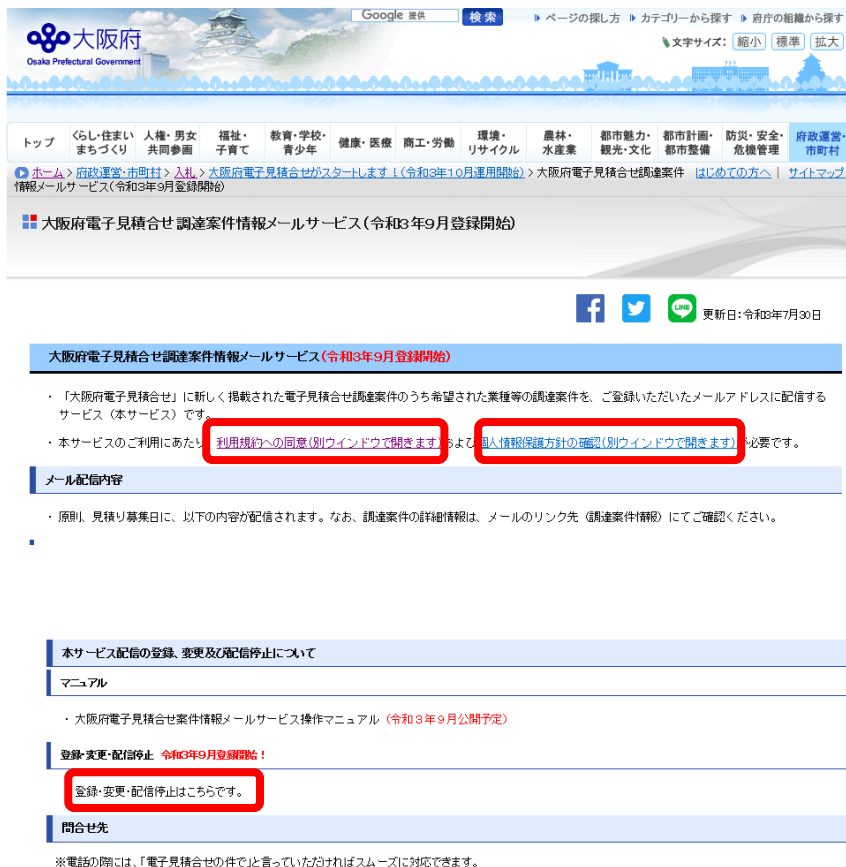 Google 提供
検索
ページの探し方 カテゴリーから探す 府庁の組織から探す
大阪府
Osaka Prefectural Government
文字サイズ: 縮小 標準 拡大
トップ
くらし・住まい まちづくり
人権・男女 共同参画
福祉・ 子育て
教育・学校・ 青少年
健康・医療
商工・労働
環境・ リサイクル
農林・ 水産業
都市魅力・ 観光・文化
都市計画・ 都市整備
防災・安全・ 危機管理
府政運営・ 市町村
ホーム > 府政運営・市町村 > 入札 > 大阪府電子見積合せがスタートします!(令和3年10月運用開始) > 大阪府電子見積合せ調達案件
情報メールサービス(令和3年9月登録開始)
はじめての方へ | サイトマップ
大阪府電子見積合せ調達案件情報メールサービス(令和3年9月登録開始)
LINE
更新日:令和3年7月30日
大阪府電子見積合せ調達案件情報メールサービス(令和3年9月登録開始)
・ 「大阪府電子見積合せ」に新しく掲載された電子見積合せ調達案件のうち希望された業種等の調達案件を、ご登録いただいたメールアドレスに配信する
サービス（本サービス）です。
・ 本サービスのご利用にあたり 利用規約への同意(別ウインドウで開きます)および個人情報保護方針の確認(別ウインドウで開きます)が必要です。
メール配信内容
・ 原則、見積り募集日に、以下の内容が配信されます。なお、調達案件の詳細情報は、メールのリンク先（調達案件情報）にてご確認ください。
本サービス配信の登録、変更及び配信停止について
マニュアル
・ 大阪府電子見積合せ案件情報メールサービス操作マニュアル（令和３年９月公開予定）
登録・変更・配信停止 令和3年9月登録開始！
登録・変更・配信停止はこちらです。
問合せ先
※電話の際には、「電子見積合せの件で」と言っていただければスムーズに対応できます。